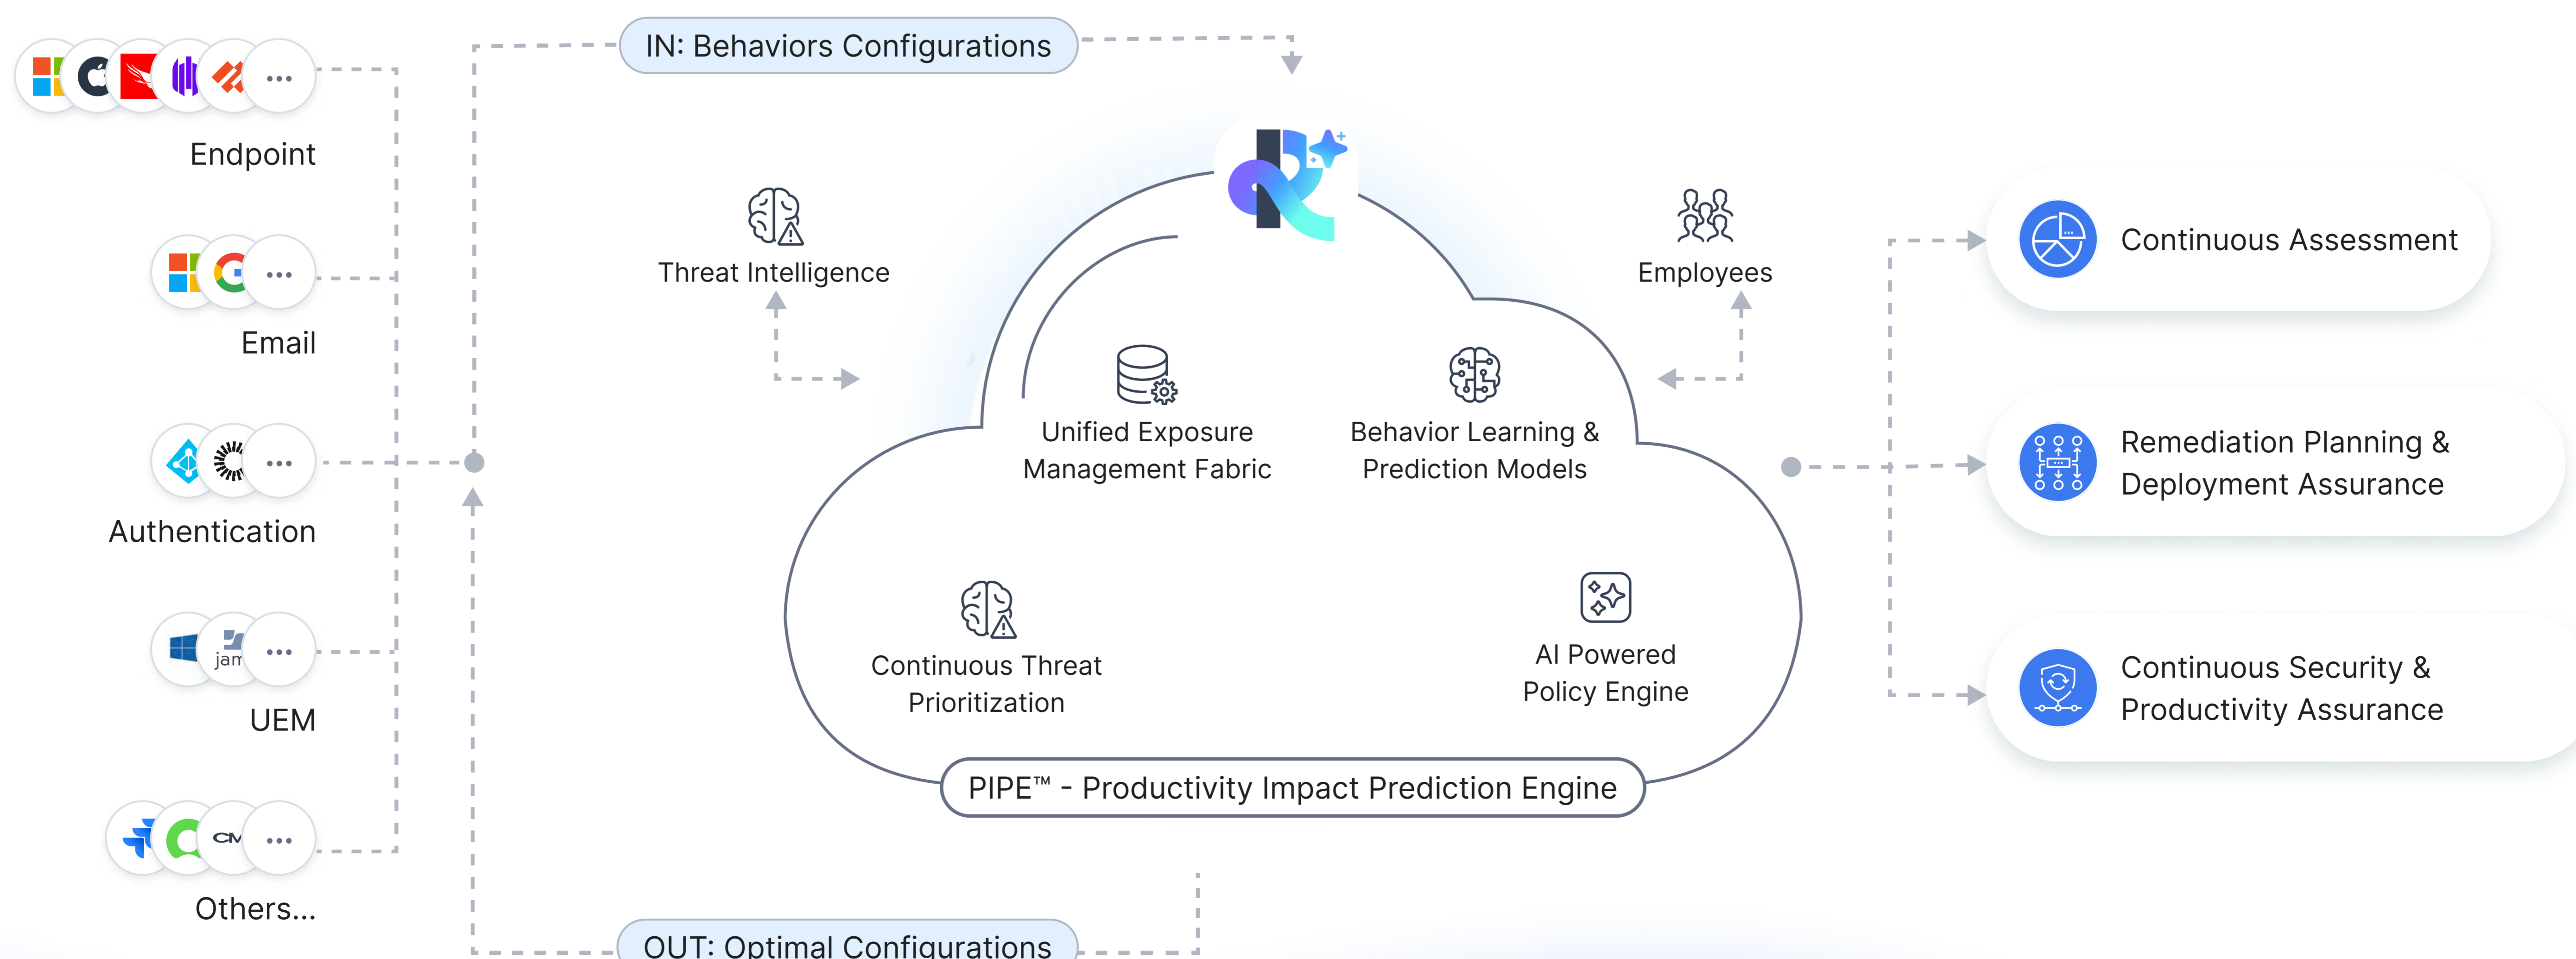 IN: Behaviors Configurations
Endpoint
Email
Authentication
jam
UEM
CM
Others...
Threat Intelligence
Employees
Unified Exposure
Management Fabric
Behavior Learning &
Prediction Models
Continuous Threat
Prioritization
AI Powered
Policy Engine
PIPE™ - Productivity Impact Prediction Engine
OUT: Optimal Configurations
Continuous Assessment
Remediation Planning &
Deployment Assurance
Continuous Security &
Productivity Assurance